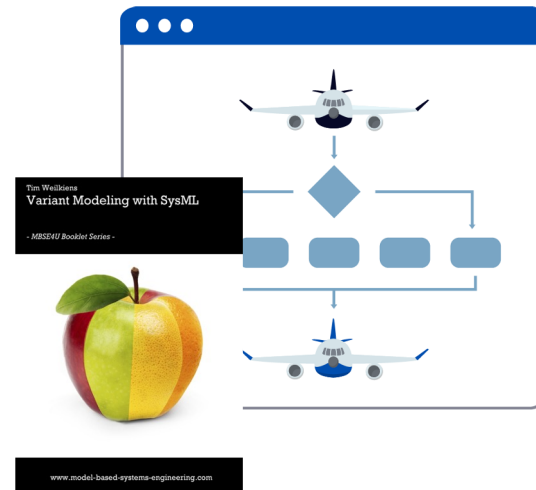 Tim Weilkiens
Variant Modeling with SysML
- MBSE4U Booklet Series -
www.model-based-systems-engineering.com